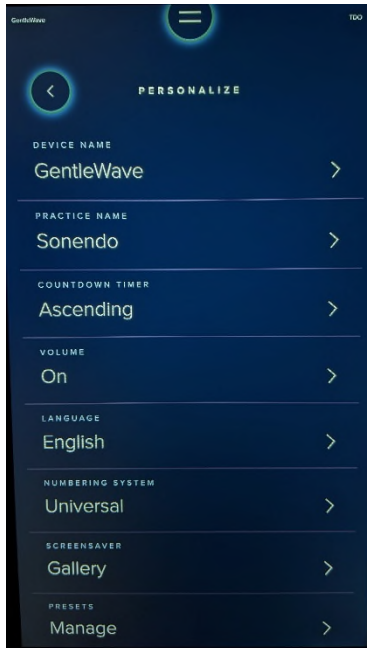 GentleWave
TDO
PERSONALIZE
DEVICE NAME
GentleWave
PRACTICE NAME
Sonendo
COUNTDOWN TIMER
Ascending
VOLUME
On
LANGUAGE
English
NUMBERING SYSTEM
Universal
SCREENSAVER
Gallery
PRESETS
Manage